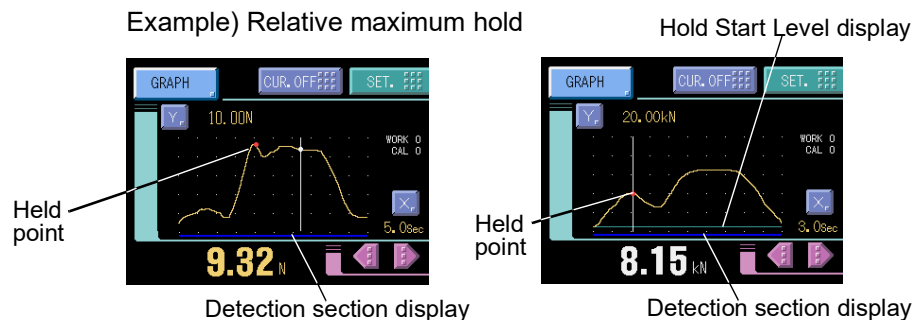 Example) Relative maximum hold
Hold Start Level display
GRAPH
CUR.OFF
SET.
Y
10.00N
WORK 0
CAL 0
X
5.0Sec
Held
point
9.32 N
Detection section display
GRAPH
CUR.OFF
SET.
Y
20.00kN
WORK 0
CAL 0
X
3.0Sec
Held
point
8.15 kN
Detection section display